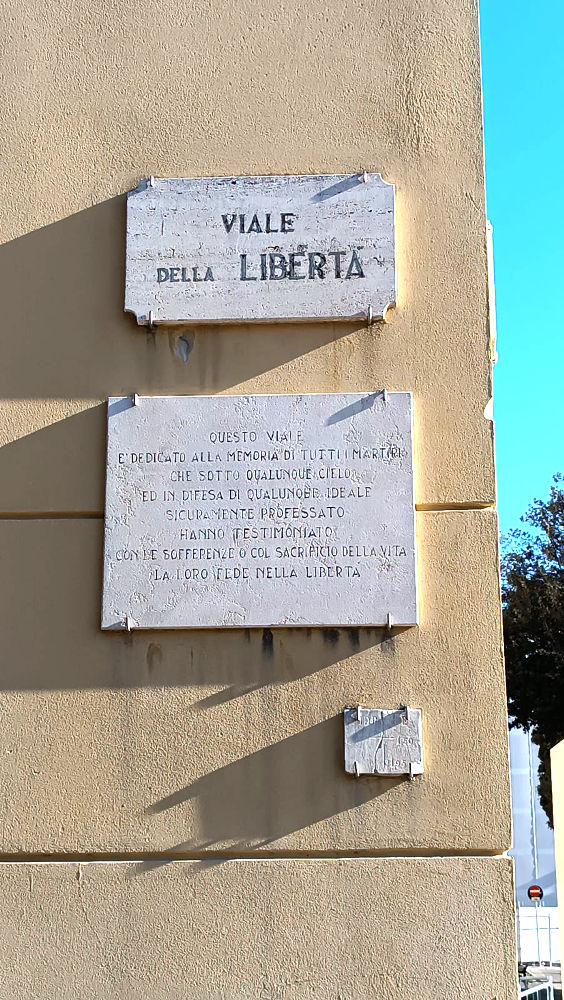 VIALE
DELLA LIBERTÀ
QUESTO VIALE
E' DEDICATO ALLA MEMORIA DI TUTTI I MARTIRI
CHE SOTTO QUALUNQUE CIELO
ED IN DIFESA DI QUALUNQUE IDEALE
SICURAMENTE PROFESSATO
HANNO TESTIMONIATO
CON LE SOFFERENZE O COL SACRIFICIO DELLA VITA
LA LORO FEDE NELLA LIBERTA'